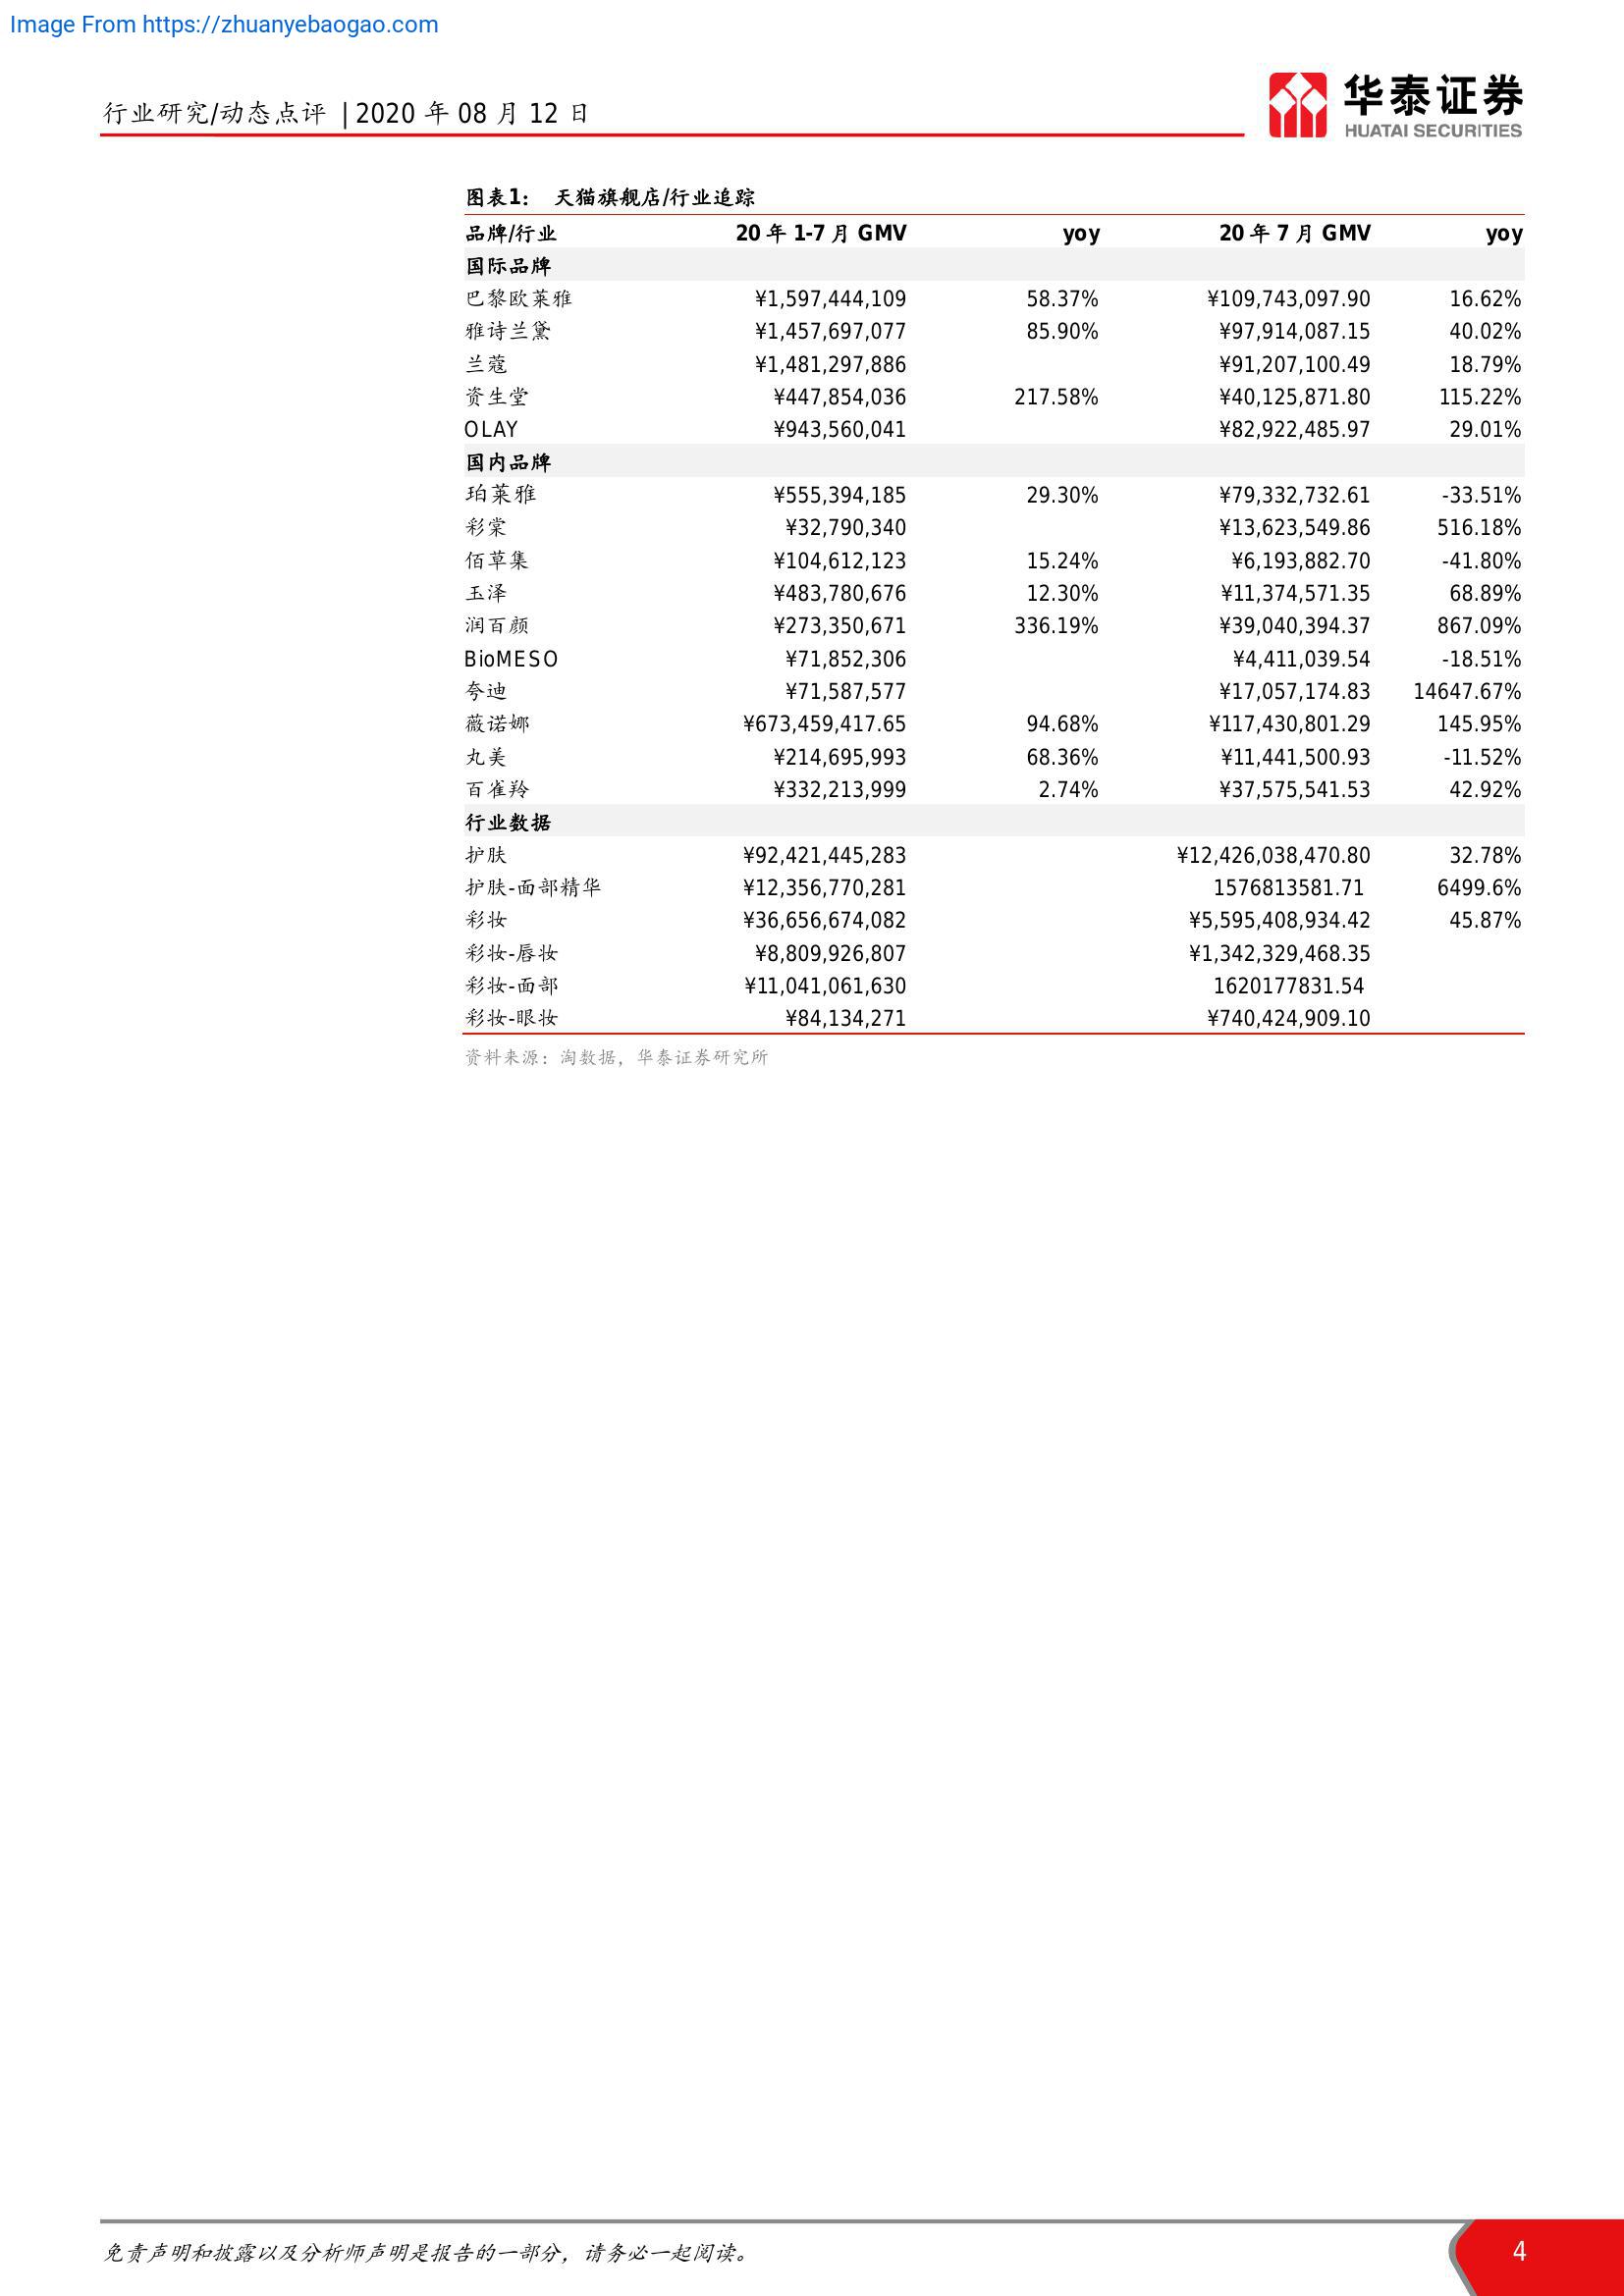 Image From https://zhuanyebaogao.com
行业研究/动态点评 | 2020 年 08 月 12 日
华泰证券
HUATAI SECURITIES
图表1： 天猫旗舰店/行业追踪
品牌/行业 20 年 1-7 月 GMV yoy 20 年 7 月 GMV yoy
国际品牌
巴黎欧莱雅 ¥1,597,444,109 58.37% ¥109,743,097.90 16.62%
雅诗兰黛 ¥1,457,697,077 85.90% ¥97,914,087.15 40.02%
兰蔻 ¥1,481,297,886 ¥91,207,100.49 18.79%
资生堂 ¥447,854,036 217.58% ¥40,125,871.80 115.22%
OLAY ¥943,560,041 ¥82,922,485.97 29.01%
国内品牌
珀莱雅 ¥555,394,185 29.30% ¥79,332,732.61 -33.51%
彩棠 ¥32,790,340 ¥13,623,549.86 516.18%
佰草集 ¥104,612,123 15.24% ¥6,193,882.70 -41.80%
玉泽 ¥483,780,676 12.30% ¥11,374,571.35 68.89%
润百颜 ¥273,350,671 336.19% ¥39,040,394.37 867.09%
BioMESO ¥71,852,306 ¥4,411,039.54 -18.51%
夸迪 ¥71,587,577 ¥17,057,174.83 14647.67%
薇诺娜 ¥673,459,417.65 94.68% ¥117,430,801.29 145.95%
丸美 ¥214,695,993 68.36% ¥11,441,500.93 -11.52%
百雀羚 ¥332,213,999 2.74% ¥37,575,541.53 42.92%
行业数据
护肤 ¥92,421,445,283 ¥12,426,038,470.80 32.78%
护肤-面部精华 ¥12,356,770,281 1576813581.71 6499.6%
彩妆 ¥36,656,674,082 ¥5,595,408,934.42 45.87%
彩妆-唇妆 ¥8,809,926,807 ¥1,342,329,468.35
彩妆-面部 ¥11,041,061,630 1620177831.54
彩妆-眼妆 ¥84,134,271 ¥740,424,909.10
资料来源：淘数据，华泰证券研究所
免责声明和披露以及分析师声明是报告的一部分，请务必一起阅读。
4